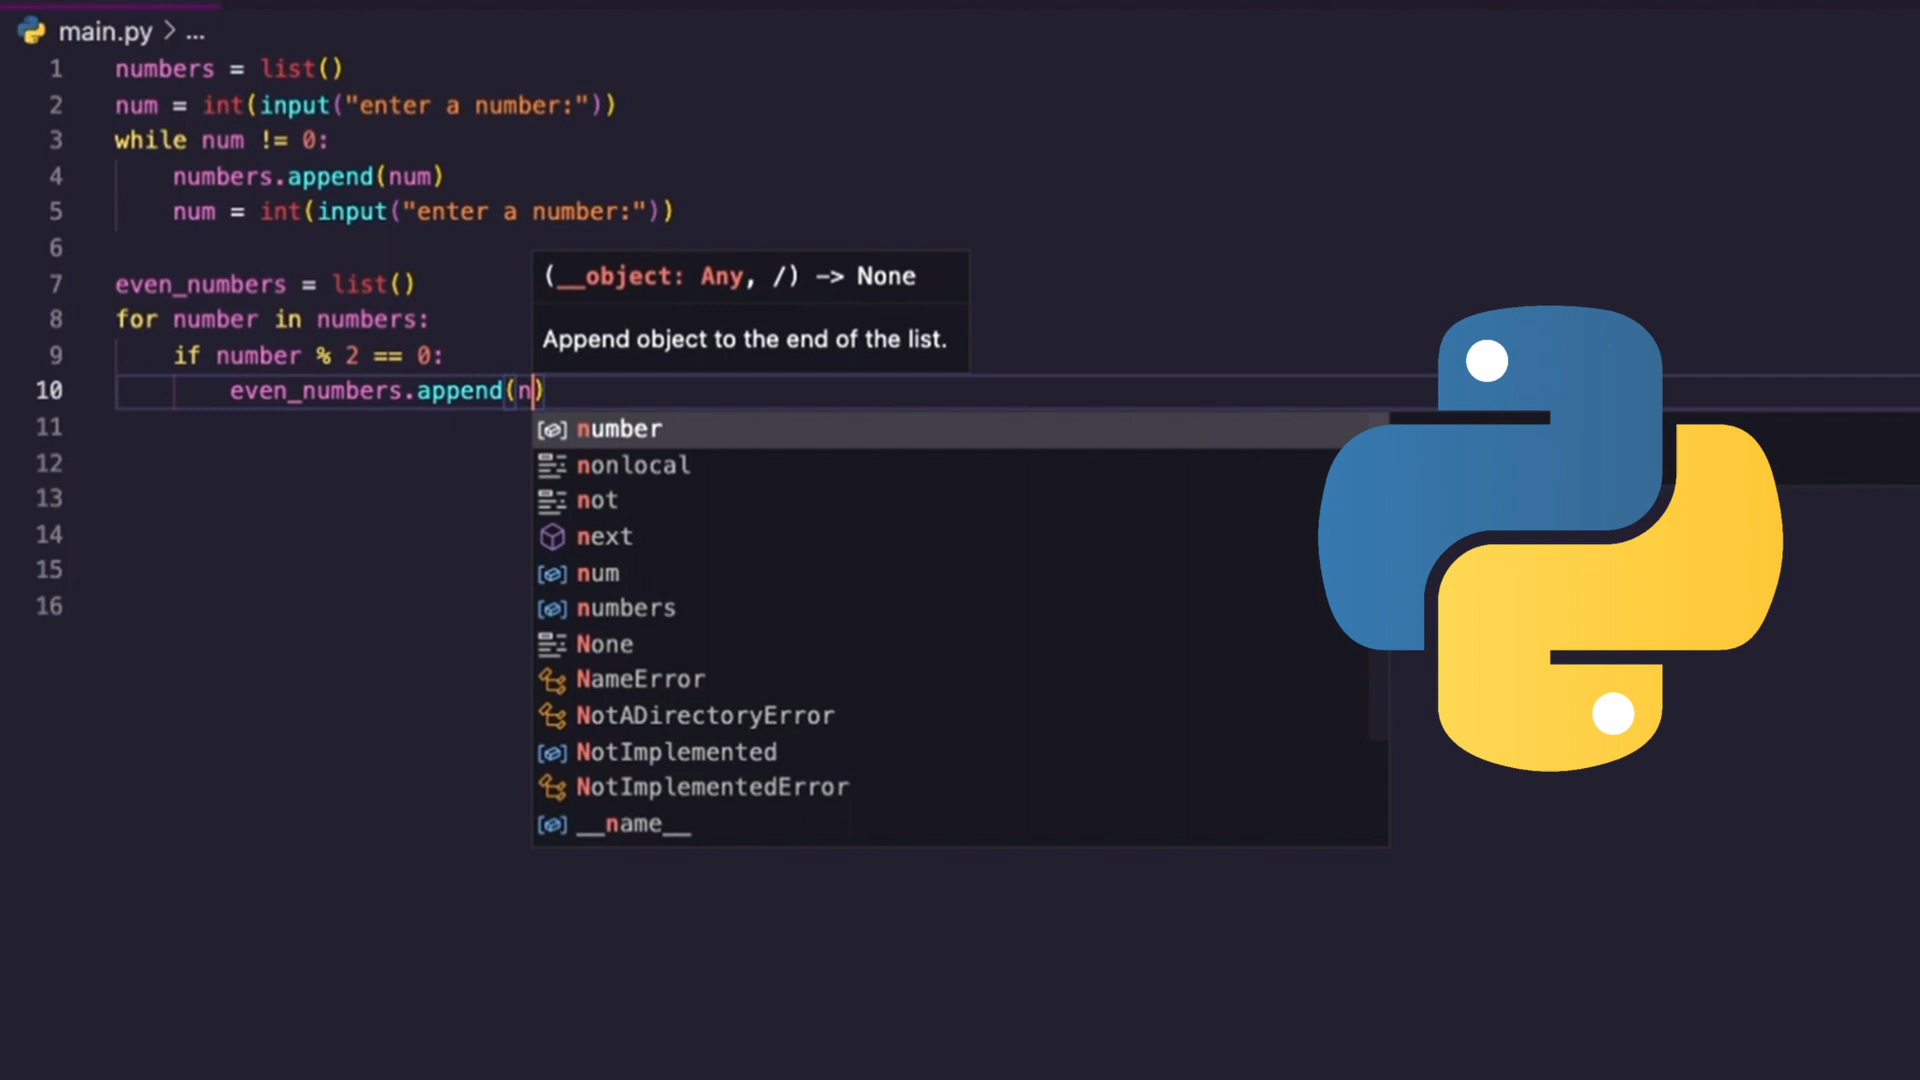 main.py > ...
1 numbers = list()
2 num = int(input("enter a number:"))
3 while num != 0:
4 numbers.append(num)
5 num = int(input("enter a number:"))
6
7 even_numbers = list()
8 for number in numbers:
9 if number % 2 == 0:
10 even_numbers.append(n)
11
12
13
14
15
16
(__object: Any, /) -> None
Append object to the end of the list.
number
nonlocal
not
next
num
numbers
None
NameError
NotADirectoryError
NotImplemented
NotImplementedError
__name__